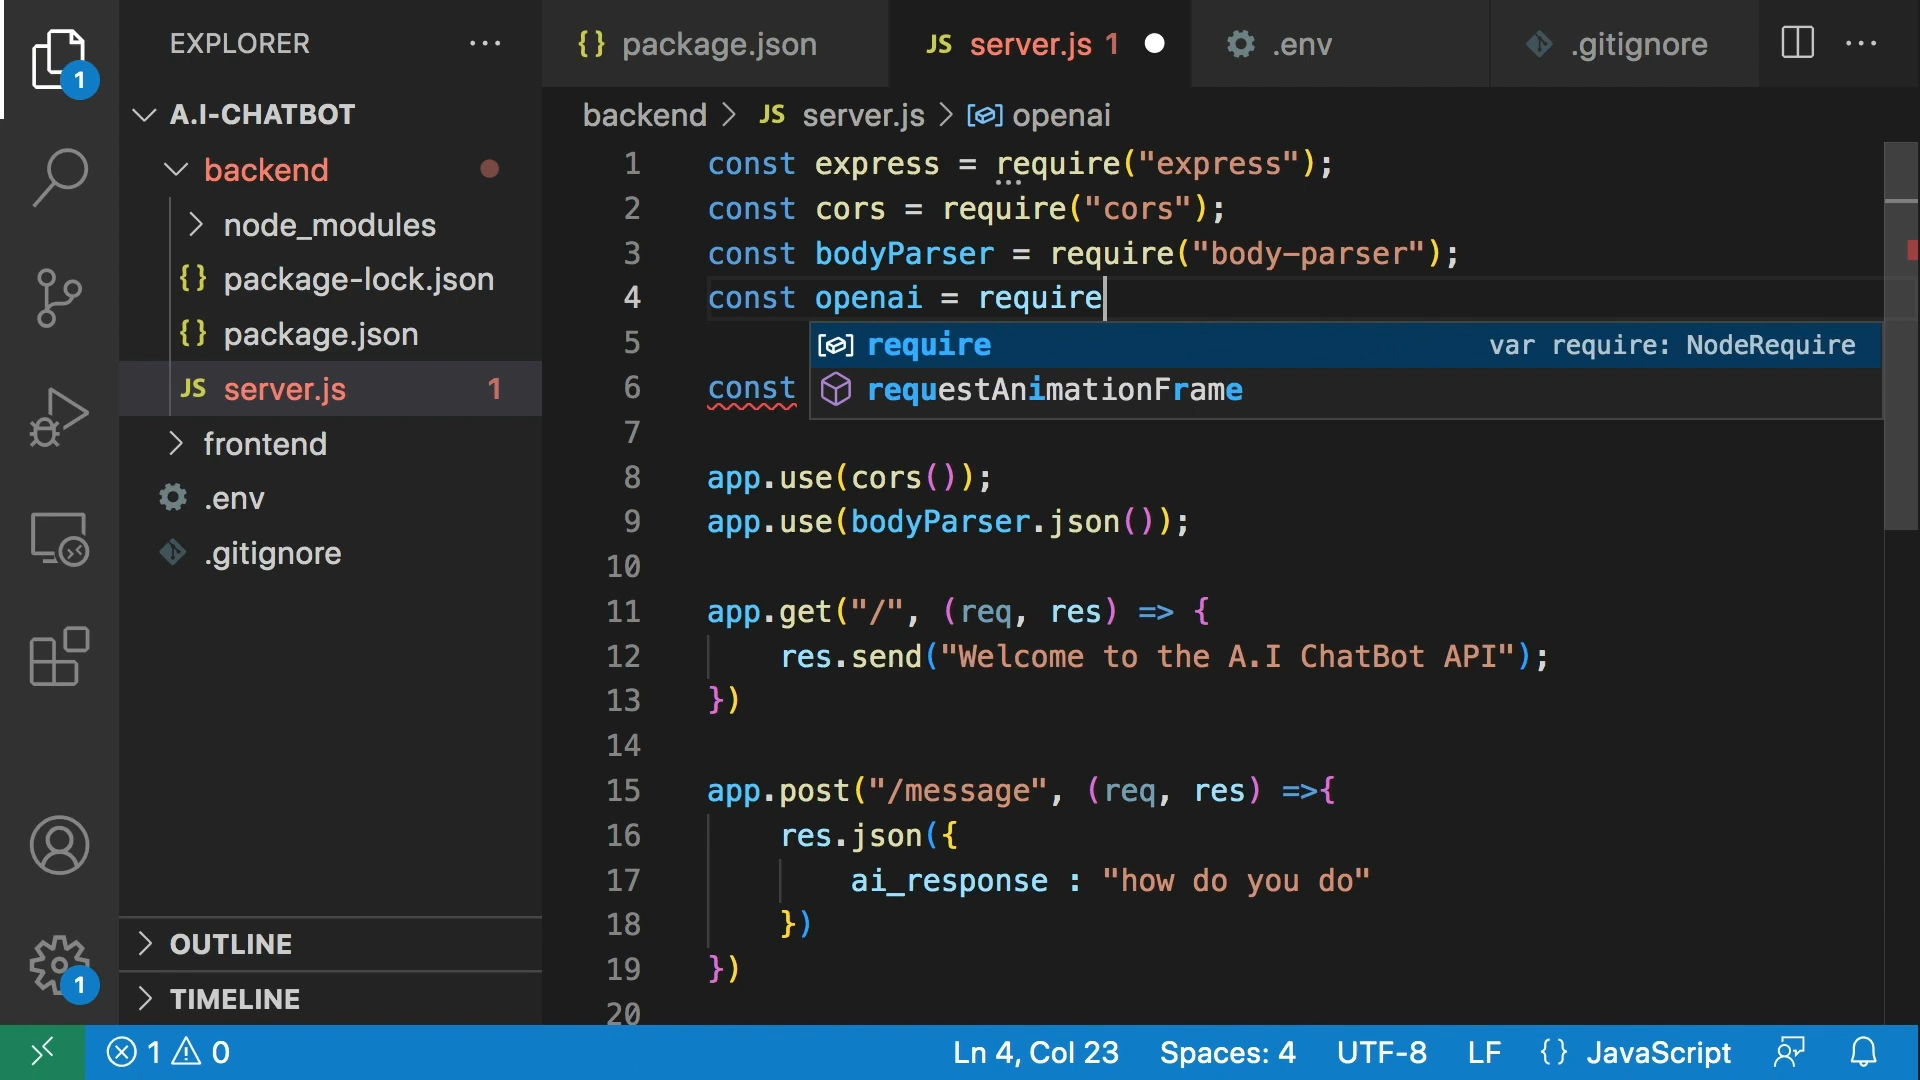 EXPLORER
A.I-CHATBOT
backend
node_modules
{} package-lock.json
{} package.json
JS server.js 1
frontend
.env
.gitignore
OUTLINE
TIMELINE
1
1
{} package.json
JS server.js 1
.env
.gitignore
backend > JS server.js > openai
1 const express = require("express");
2 const cors = require("cors");
3 const bodyParser = require("body-parser");
4 const openai = require
5
require var require: NodeRequire
6 const
requestAnimationFrame
7
8 app.use(cors());
9 app.use(bodyParser.json());
10
11 app.get("/", (req, res) => {
12 res.send("Welcome to the A.I ChatBot API");
13 })
14
15 app.post("/message", (req, res) =>{
16 res.json({
17 ai_response : "how do you do"
18 })
19 })
20
1 0
Ln 4, Col 23 Spaces: 4 UTF-8 LF {} JavaScript